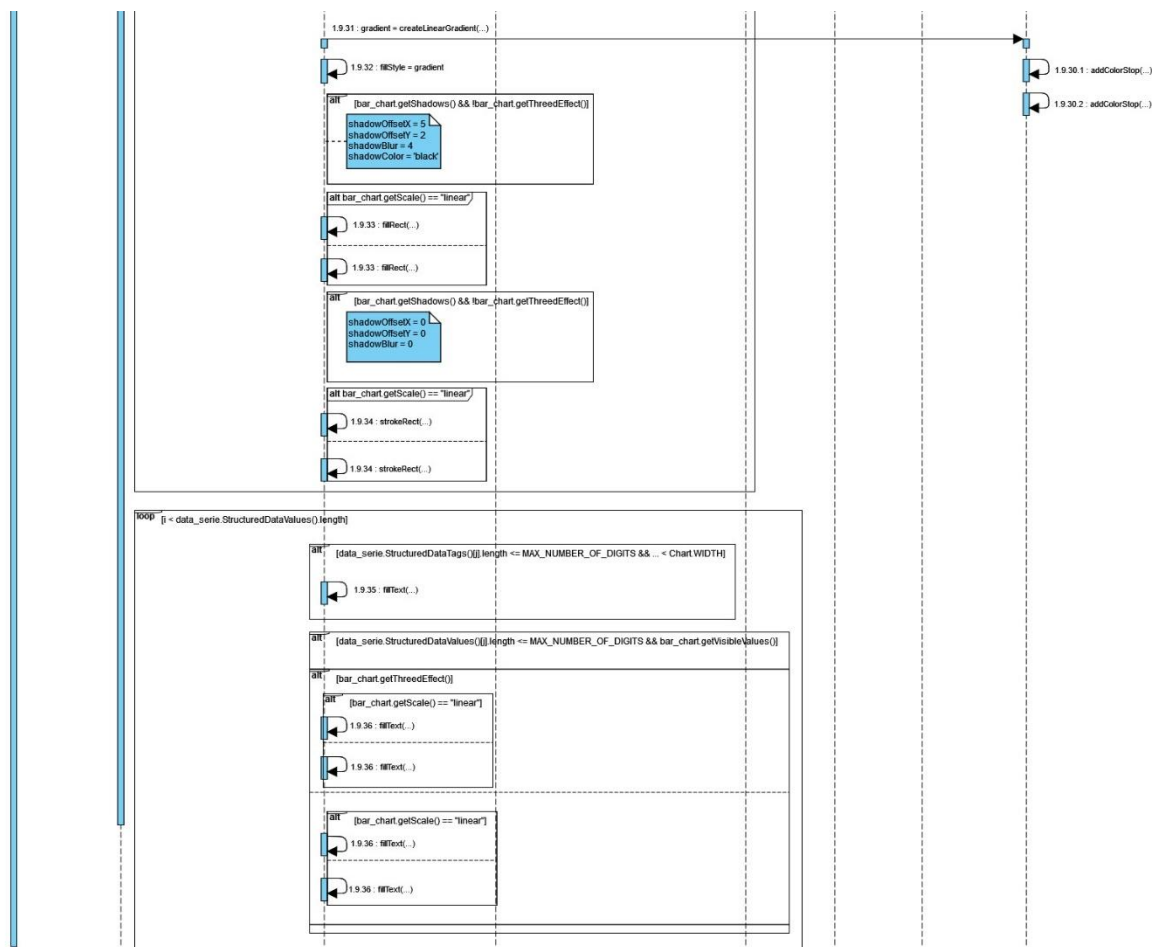 1.9.31 : gradient = createLinearGradient(...)
1.9.32 : fillStyle = gradient
1.9.30.1 : addColorStop(...)
1.9.30.2 : addColorStop(...)
alt [bar_chart.getShadows() && !bar_chart.getThreedEffect()]
shadowOffsetX = 5
shadowOffsetY = 2
shadowBlur = 4
shadowColor = 'black'
alt bar_chart.getScale() == "linear"
1.9.33 : fillRect(...)
1.9.33 : fillRect(...)
alt [bar_chart.getShadows() && !bar_chart.getThreedEffect()]
shadowOffsetX = 0
shadowOffsetY = 0
shadowBlur = 0
alt bar_chart.getScale() == "linear"
1.9.34 : strokeRect(...)
1.9.34 : strokeRect(...)
loop [i < data_serie.StructuredDataValues().length]
alt [data_serie.StructuredDataTags()[j].length <= MAX_NUMBER_OF_DIGITS && ... < Chart.WIDTH]
1.9.35 : fillText(...)
alt [data_serie.StructuredDataValues()[j].length <= MAX_NUMBER_OF_DIGITS && bar_chart.getVisibleValues()]
alt [bar_chart.getThreedEffect()]
alt [bar_chart.getScale() == "linear"]
1.9.36 : fillText(...)
1.9.36 : fillText(...)
alt [bar_chart.getScale() == "linear"]
1.9.36 : fillText(...)
1.9.36 : fillText(...)